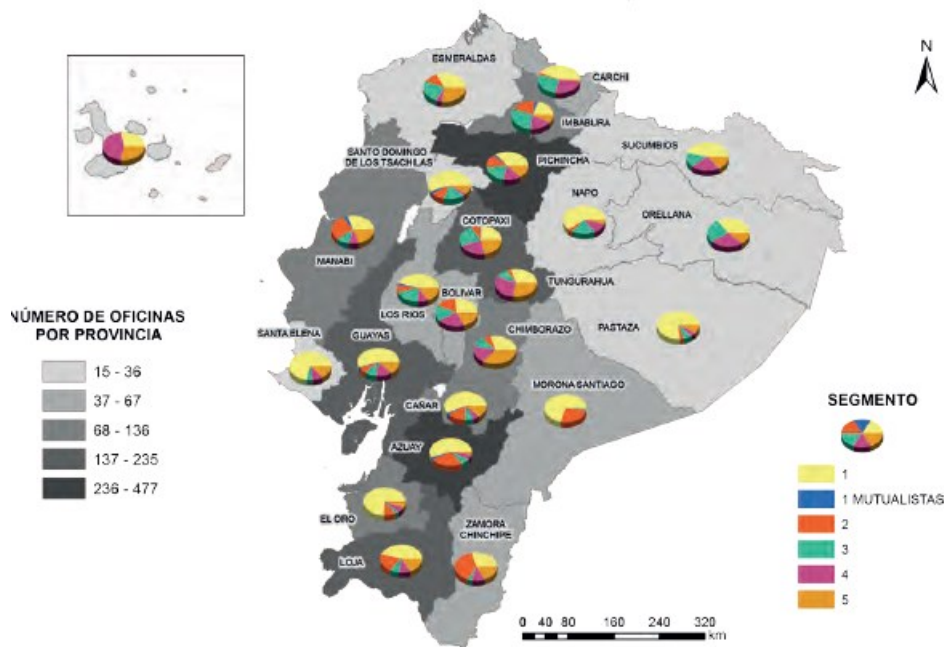 ESMERALDAS
CARCHI
N
IMBABURA
SANTO DOMINGO
DE LOS TSACHILAS
PICHINCHA
SUCUMBIOS
NAPO
ORELLANA
COTOPAXI
MANABI
TUNGURAHUA
BOLIVAR
LOS RIOS
PASTAZA
CHIMBORAZO
SANTA ELENA
GUAYAS
MORONA SANTIAGO
CAÑAR
AZUAY
EL ORO
ZAMORA
CHINCHIPE
LOJA
NÚMERO DE OFICINAS
POR PROVINCIA
15 - 36
37 - 67
68 - 136
137 - 235
236 - 477
SEGMENTO
1
1 MUTUALISTAS
2
3
4
5
0 40 80 160 240 320
km